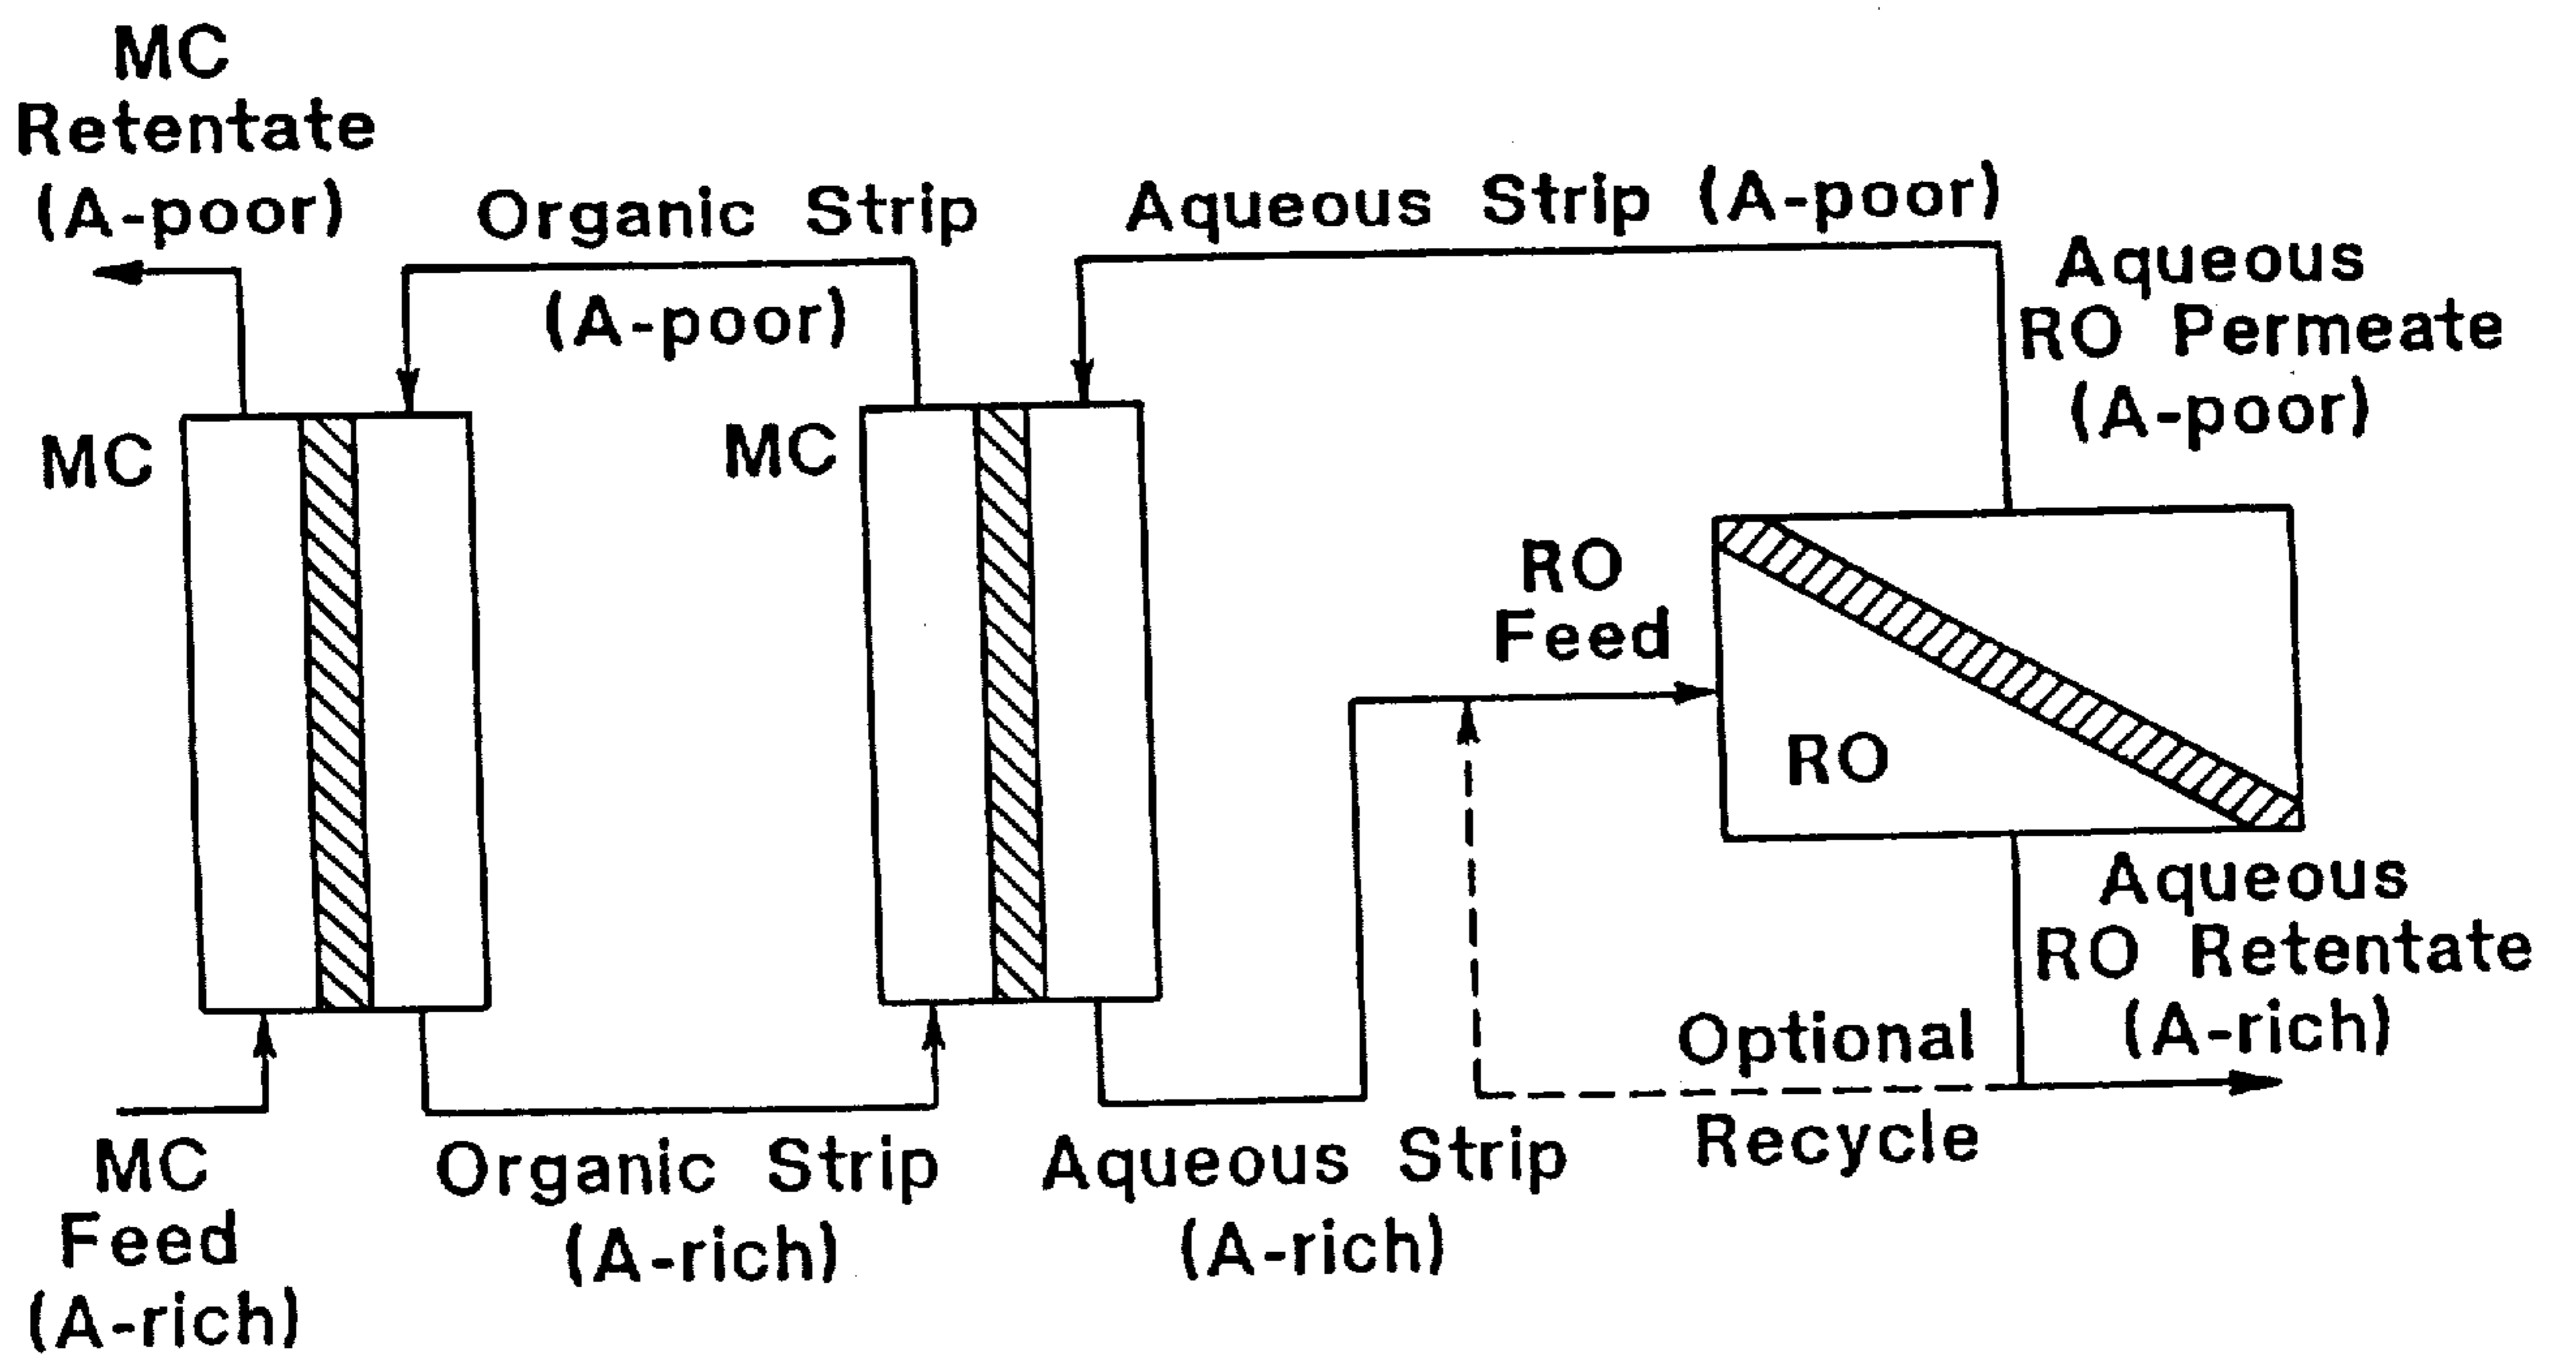 MC
Retentate
(A-poor)
Organic Strip
(A-poor)
Aqueous Strip (A-poor)
Aqueous
RO Permeate
(A-poor)
MC
MC
RO
Feed
RO
Aqueous
RO Retentate
(A-rich)
Optional
Recycle
MC
Feed
(A-rich)
Organic Strip
(A-rich)
Aqueous Strip
(A-rich)